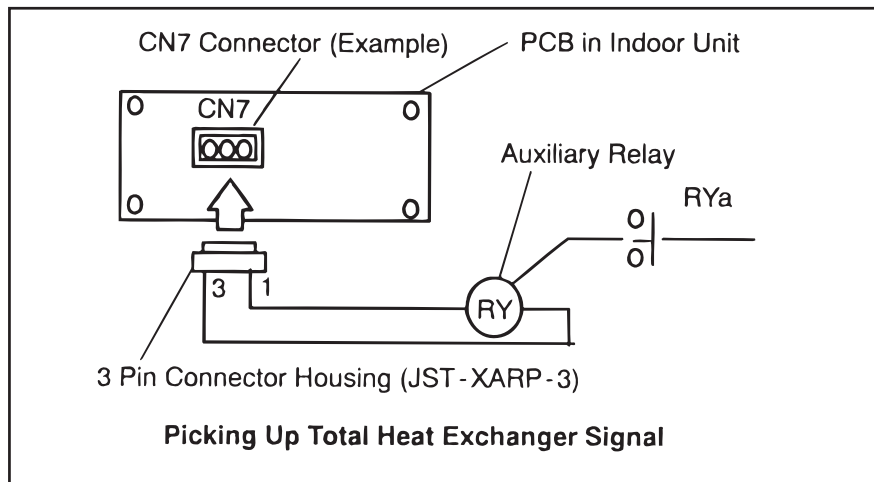 CN7 Connector (Example)
PCB in Indoor Unit
CN7
Auxiliary Relay
RYa
3
1
RY
3 Pin Connector Housing (JST-XARP-3)
Picking Up Total Heat Exchanger Signal